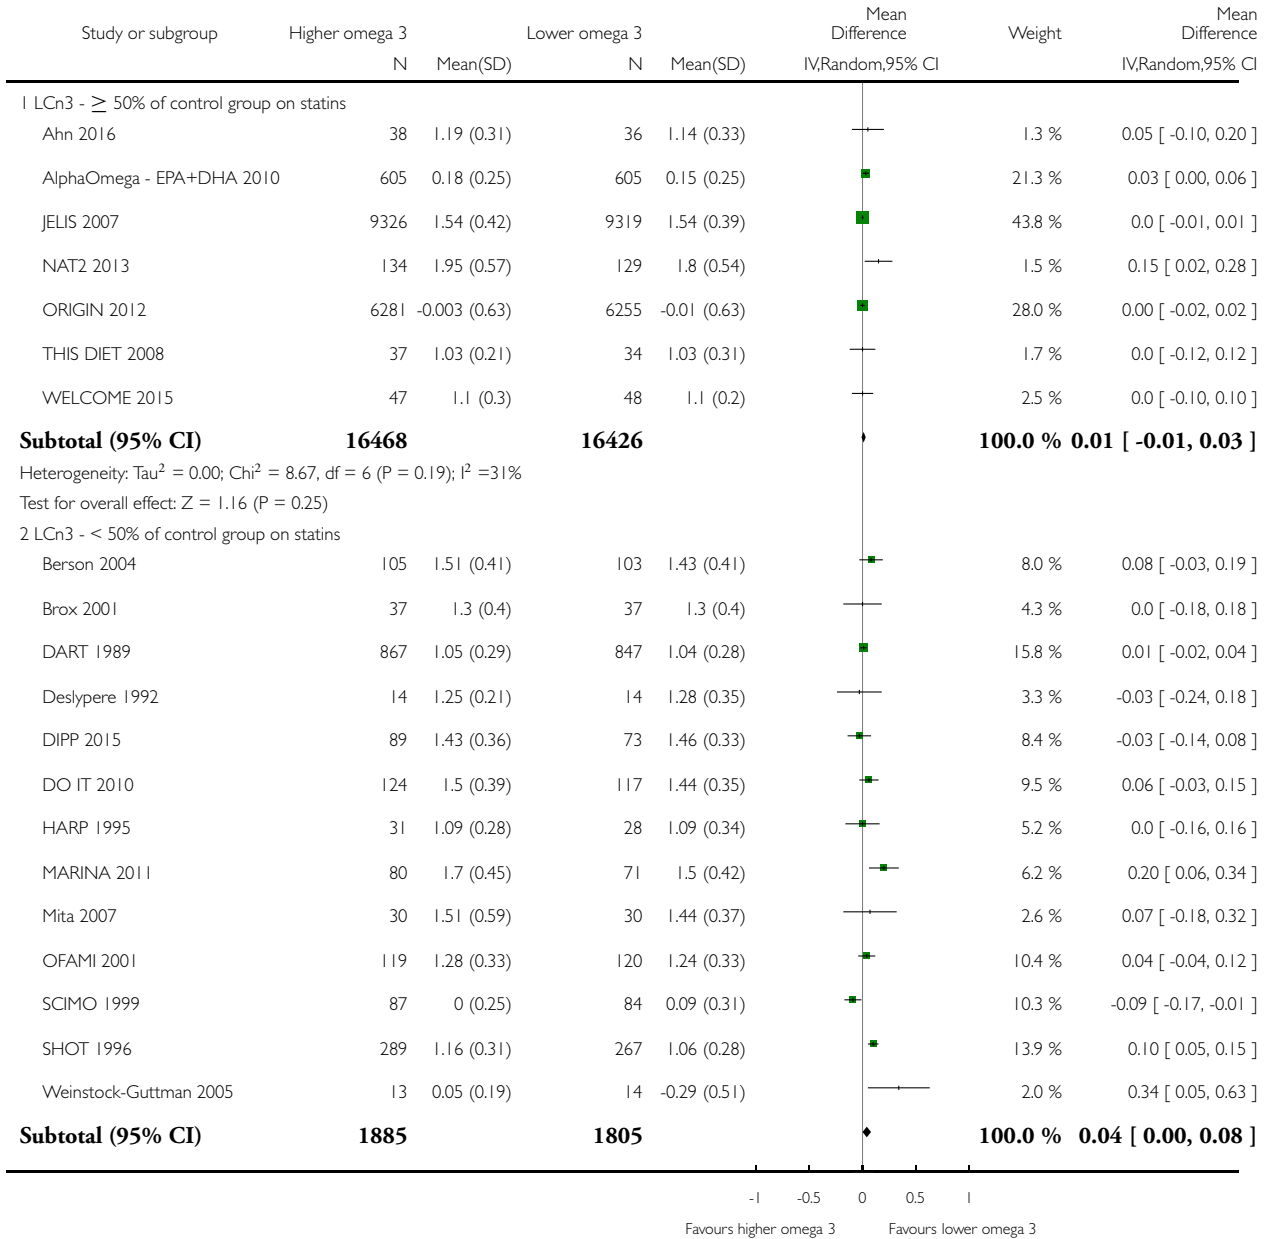 Study or subgroup Higher omega 3 Lower omega 3 Mean Difference Weight Mean Difference
N Mean(SD) N Mean(SD) IV,Random,95% CI IV,Random,95% CI
1 LCn3 - ≥ 50% of control group on statins
Ahn 2016 38 1.19 (0.31) 36 1.14 (0.33) 1.3 % 0.05 [ -0.10, 0.20 ]
AlphaOmega - EPA+DHA 2010 605 0.18 (0.25) 605 0.15 (0.25) 21.3 % 0.03 [ 0.00, 0.06 ]
JELIS 2007 9326 1.54 (0.42) 9319 1.54 (0.39) 43.8 % 0.0 [ -0.01, 0.01 ]
NAT2 2013 134 1.95 (0.57) 129 1.8 (0.54) 1.5 % 0.15 [ 0.02, 0.28 ]
ORIGIN 2012 6281 -0.003 (0.63) 6255 -0.01 (0.63) 28.0 % 0.00 [ -0.02, 0.02 ]
THIS DIET 2008 37 1.03 (0.21) 34 1.03 (0.31) 1.7 % 0.0 [ -0.12, 0.12 ]
WELCOME 2015 47 1.1 (0.3) 48 1.1 (0.2) 2.5 % 0.0 [ -0.10, 0.10 ]
Subtotal (95% CI) 16468 16426 100.0 % 0.01 [ -0.01, 0.03 ]
Heterogeneity: Tau² = 0.00; Chi² = 8.67, df = 6 (P = 0.19); I² =31%
Test for overall effect: Z = 1.16 (P = 0.25)
2 LCn3 - < 50% of control group on statins
Berson 2004 105 1.51 (0.41) 103 1.43 (0.41) 8.0 % 0.08 [ -0.03, 0.19 ]
Brox 2001 37 1.3 (0.4) 37 1.3 (0.4) 4.3 % 0.0 [ -0.18, 0.18 ]
DART 1989 867 1.05 (0.29) 847 1.04 (0.28) 15.8 % 0.01 [ -0.02, 0.04 ]
Deslypere 1992 14 1.25 (0.21) 14 1.28 (0.35) 3.3 % -0.03 [ -0.24, 0.18 ]
DIPP 2015 89 1.43 (0.36) 73 1.46 (0.33) 8.4 % -0.03 [ -0.14, 0.08 ]
DO IT 2010 124 1.5 (0.39) 117 1.44 (0.35) 9.5 % 0.06 [ -0.03, 0.15 ]
HARP 1995 31 1.09 (0.28) 28 1.09 (0.34) 5.2 % 0.0 [ -0.16, 0.16 ]
MARINA 2011 80 1.7 (0.45) 71 1.5 (0.42) 6.2 % 0.20 [ 0.06, 0.34 ]
Mita 2007 30 1.51 (0.59) 30 1.44 (0.37) 2.6 % 0.07 [ -0.18, 0.32 ]
OFAMI 2001 119 1.28 (0.33) 120 1.24 (0.33) 10.4 % 0.04 [ -0.04, 0.12 ]
SCIMO 1999 87 0 (0.25) 84 0.09 (0.31) 10.3 % -0.09 [ -0.17, -0.01 ]
SHOT 1996 289 1.16 (0.31) 267 1.06 (0.28) 13.9 % 0.10 [ 0.05, 0.15 ]
Weinstock-Guttman 2005 13 0.05 (0.19) 14 -0.29 (0.51) 2.0 % 0.34 [ 0.05, 0.63 ]
Subtotal (95% CI) 1885 1805 100.0 % 0.04 [ 0.00, 0.08 ]
-1 -0.5 0 0.5 1
Favours higher omega 3 Favours lower omega 3